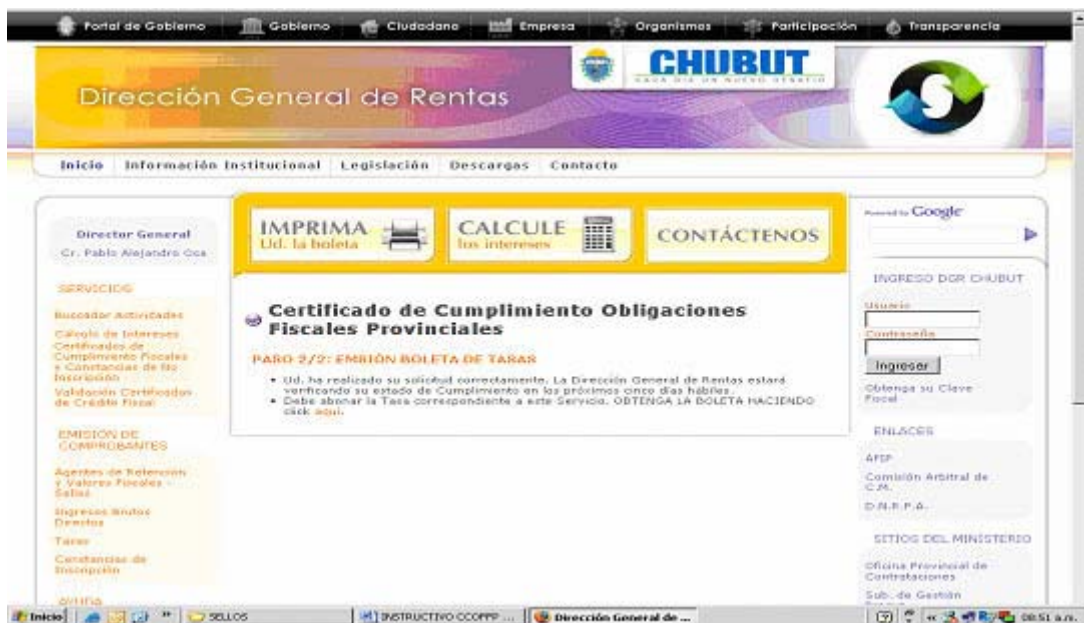 Portal de Gobierno Gobierno Ciudadano Empresa Organismos Participación Transparencia
CHUBUT
CADA DIA UN NUEVO DESAFIO
Dirección General de Rentas
Inicio Información Institucional Legislación Descargas Contacto
Director General
Cr. Pablo Alejandro Oca
SERVICIOS
Buscador Actividades
Cálculo de Intereses
Certificados de
Cumplimiento Fiscales
y Constancias de No
Inscripción
Validación Certificados
de Crédito Fiscal
EMISIÓN DE
COMPROBANTES
Agentes de Retención
y Valores Fiscales -
Sellos
Ingresos Brutos
Directos
Tasas
Constancias de
Inscripción
AYUDA
IMPRIMA
Ud. la boleta
CALCULE
los intereses
CONTÁCTENOS
Certificado de Cumplimiento Obligaciones
Fiscales Provinciales
PASO 2/2: EMISIÓN BOLETA DE TASAS
• Ud. ha realizado su solicitud correctamente. La Dirección General de Rentas estará
verificando su estado de Cumplimiento en los próximos cinco días hábiles.
• Debe abonar la Tasa correspondiente a este Servicio. OBTENGA LA BOLETA HACIENDO
click aquí.
Powered by Google
INGRESO DGR CHUBUT
Usuario
Contraseña
Ingresar
Obtenga su Clave
Fiscal
ENLACES
AFIP
Comisión Arbitral de
C.M.
D.N.R.P.A.
SITIOS DEL MINISTERIO
Oficina Provincial de
Contrataciones
Sub. de Gestión
Inicio SELLOS INSTRUCTIVO CCOFPP ... Dirección General de ... 08:51 a.m.